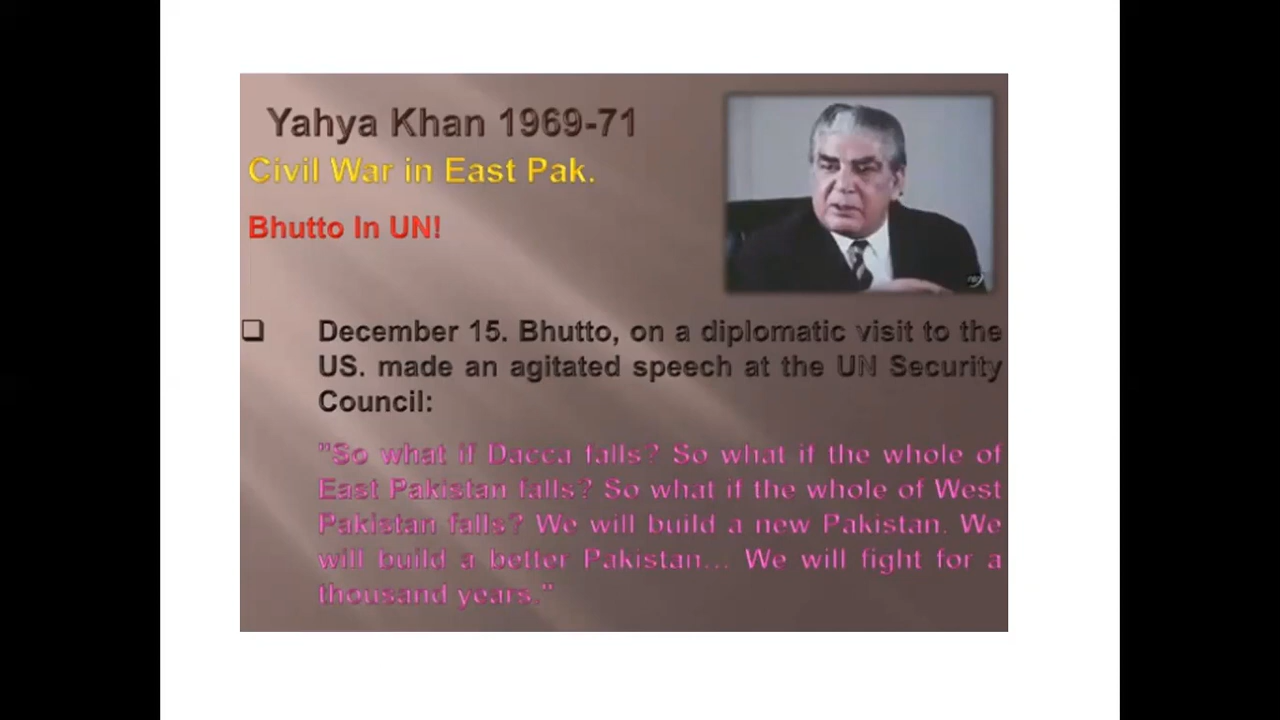 Yahya Khan 1969-71
Civil War in East Pak.
Bhutto In UN!
December 15. Bhutto, on a diplomatic visit to the
US. made an agitated speech at the UN Security
Council:
"So what if Dacca falls? So what if the whole of
East Pakistan falls? So what if the whole of West
Pakistan falls? We will build a new Pakistan. We
will build a better Pakistan... We will fight for a
thousand years."